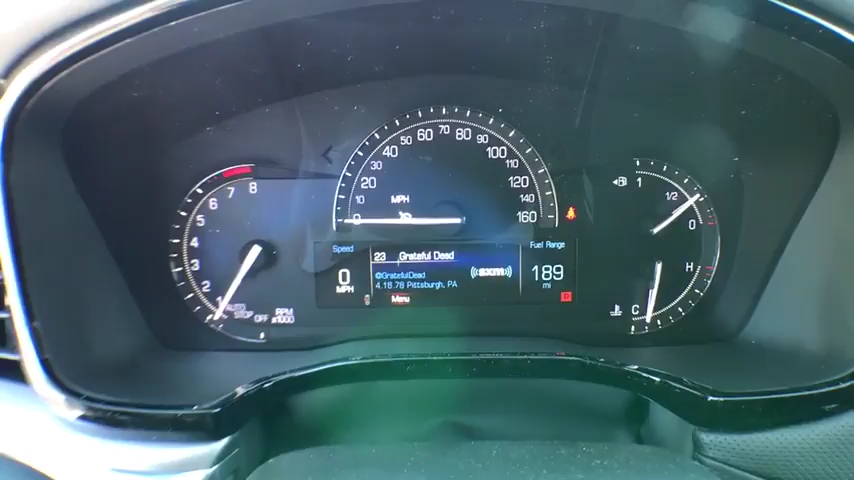 60 70 80
50 90
40 100
30 110
20 120
10 140
0 160
MPH
8
7
6
5
4
3
2
1
AUTO
STOP
OFF
RPM
x1000
Speed
0
MPH
23 Grateful Dead
@GratefulDead
4.18.78 Pittsburgh, PA
((SXM))
Menu
Fuel Range
189
mi
P
1
1/2
0
H
C